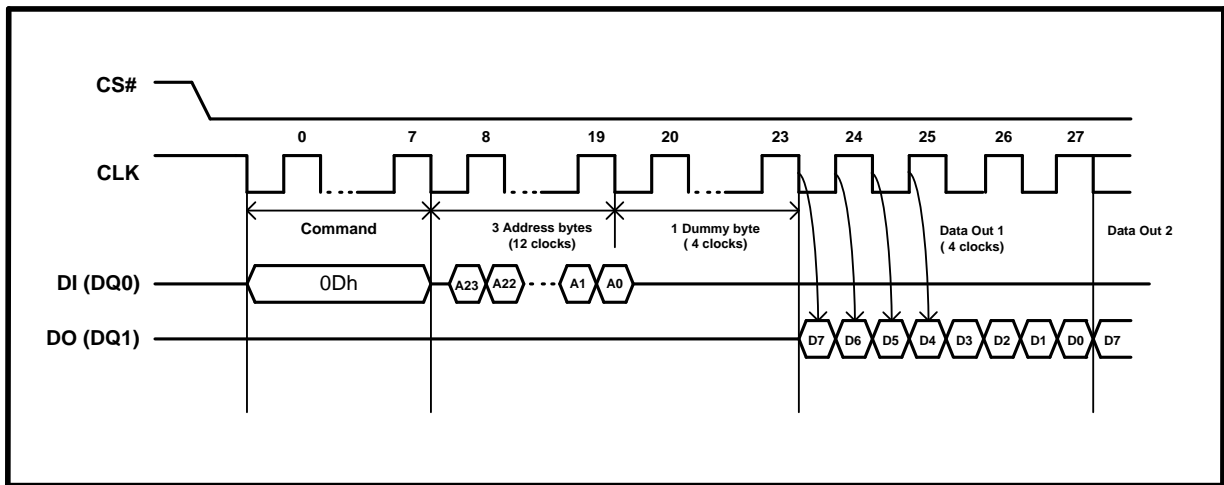 CS#
0 7 8 19 20 23 24 25 26 27
CLK
Command
3 Address bytes
(12 clocks)
1 Dummy byte
( 4 clocks)
Data Out 1
( 4 clocks)
Data Out 2
DI (DQ0)
0Dh
A23 A22 A1 A0
DO (DQ1)
D7 D6 D5 D4 D3 D2 D1 D0 D7